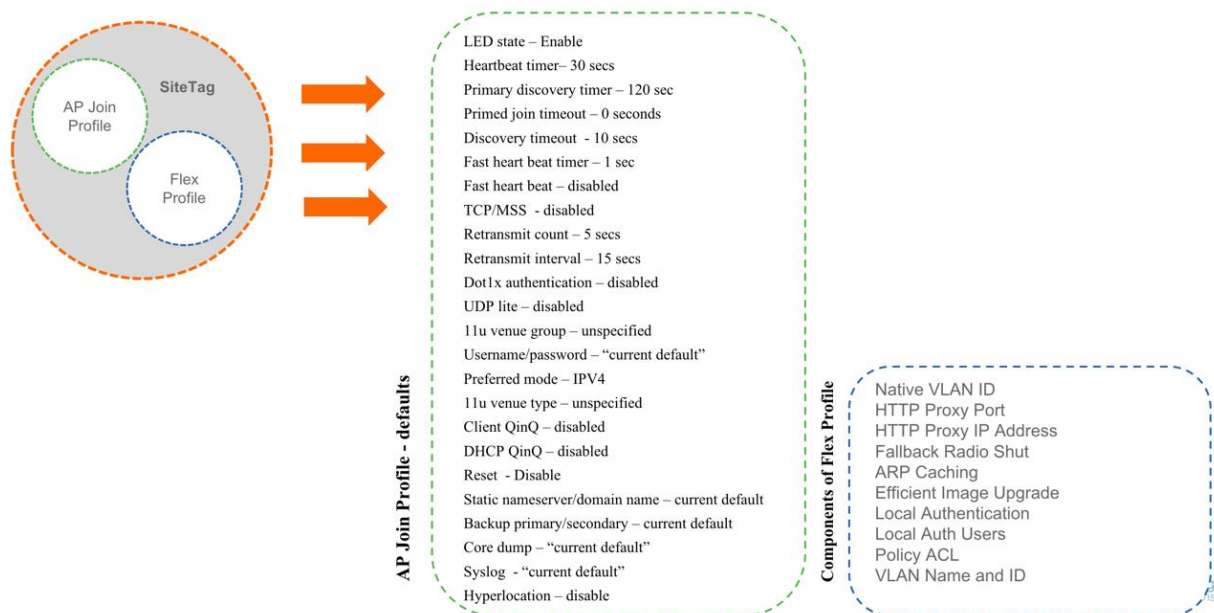 SiteTag
AP Join
Profile
Flex
Profile
AP Join Profile - defaults
LED state – Enable
Heartbeat timer– 30 secs
Primary discovery timer – 120 sec
Primed join timeout – 0 seconds
Discovery timeout - 10 secs
Fast heart beat timer – 1 sec
Fast heart beat – disabled
TCP/MSS - disabled
Retransmit count – 5 secs
Retransmit interval – 15 secs
Dot1x authentication – disabled
UDP lite – disabled
11u venue group – unspecified
Username/password – “current default”
Preferred mode – IPV4
11u venue type – unspecified
Client QinQ – disabled
DHCP QinQ – disabled
Reset - Disable
Static nameserver/domain name – current default
Backup primary/secondary – current default
Core dump – “current default”
Syslog - “current default”
Hyperlocation – disable
Components of Flex Profile
Native VLAN ID
HTTP Proxy Port
HTTP Proxy IP Address
Fallback Radio Shut
ARP Caching
Efficient Image Upgrade
Local Authentication
Local Auth Users
Policy ACL
VLAN Name and ID